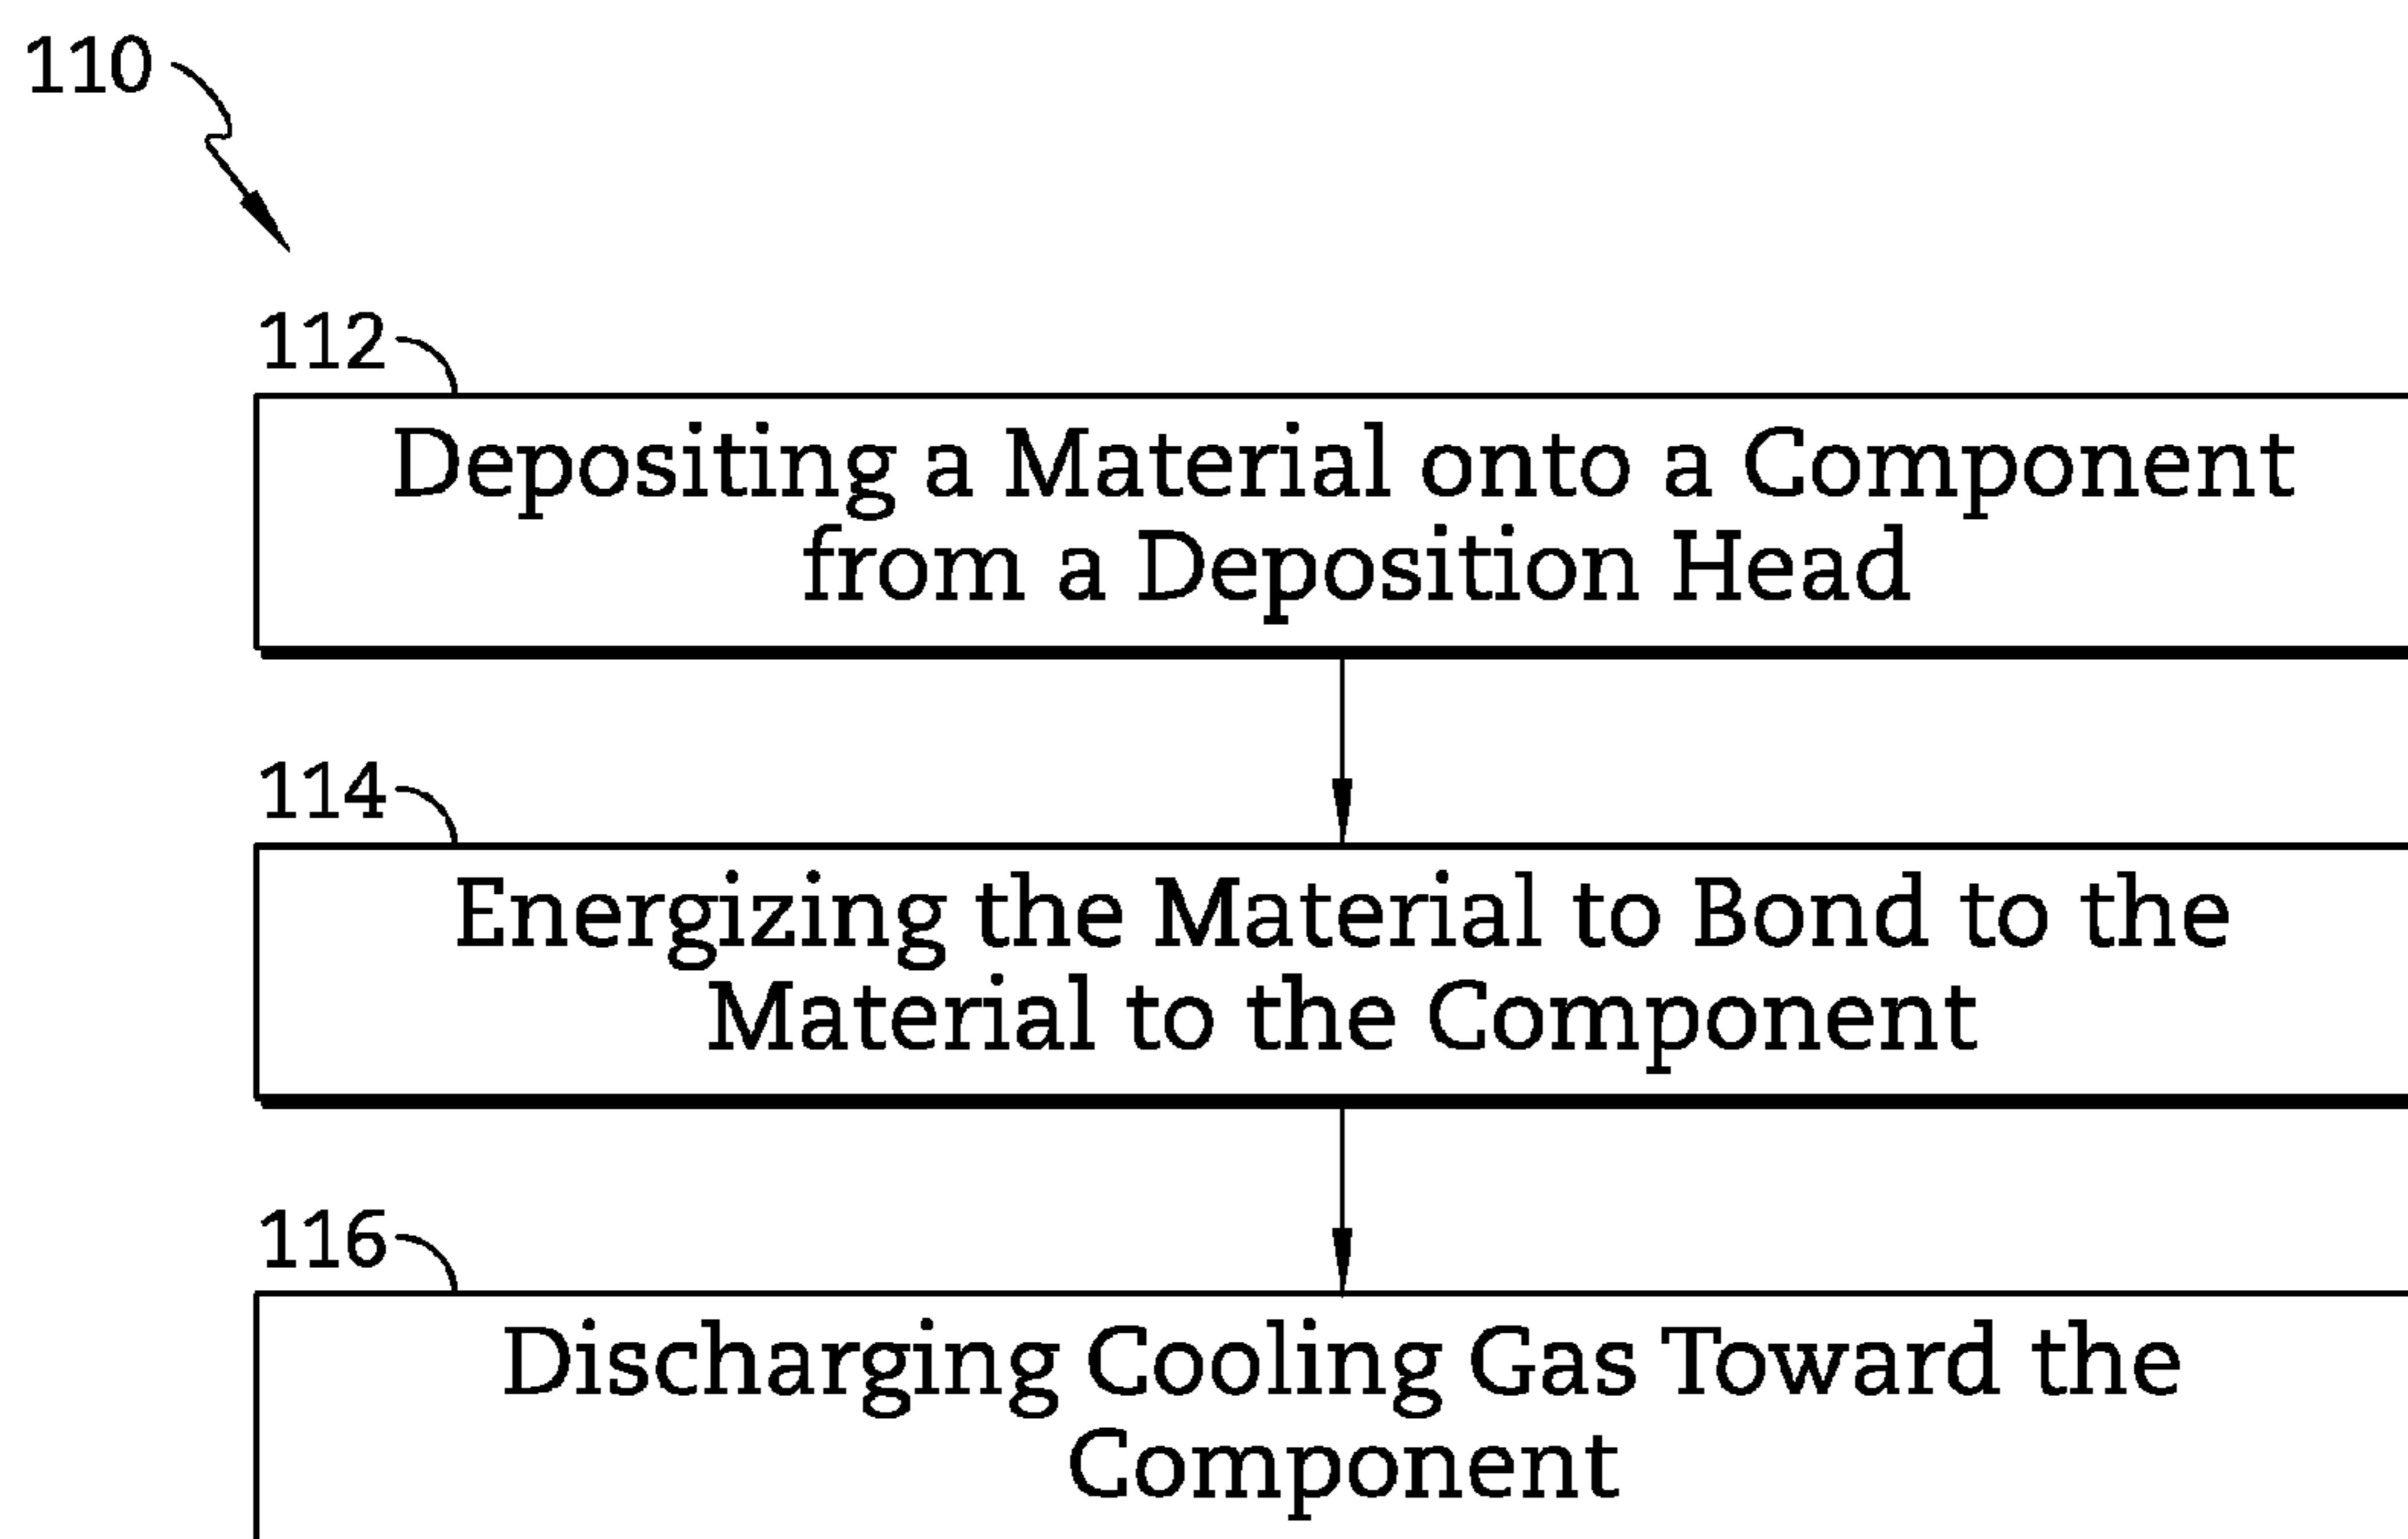 110
112
Depositing a Material onto a Component
from a Deposition Head
114
Energizing the Material to Bond to the
Material to the Component
116
Discharging Cooling Gas Toward the
Component